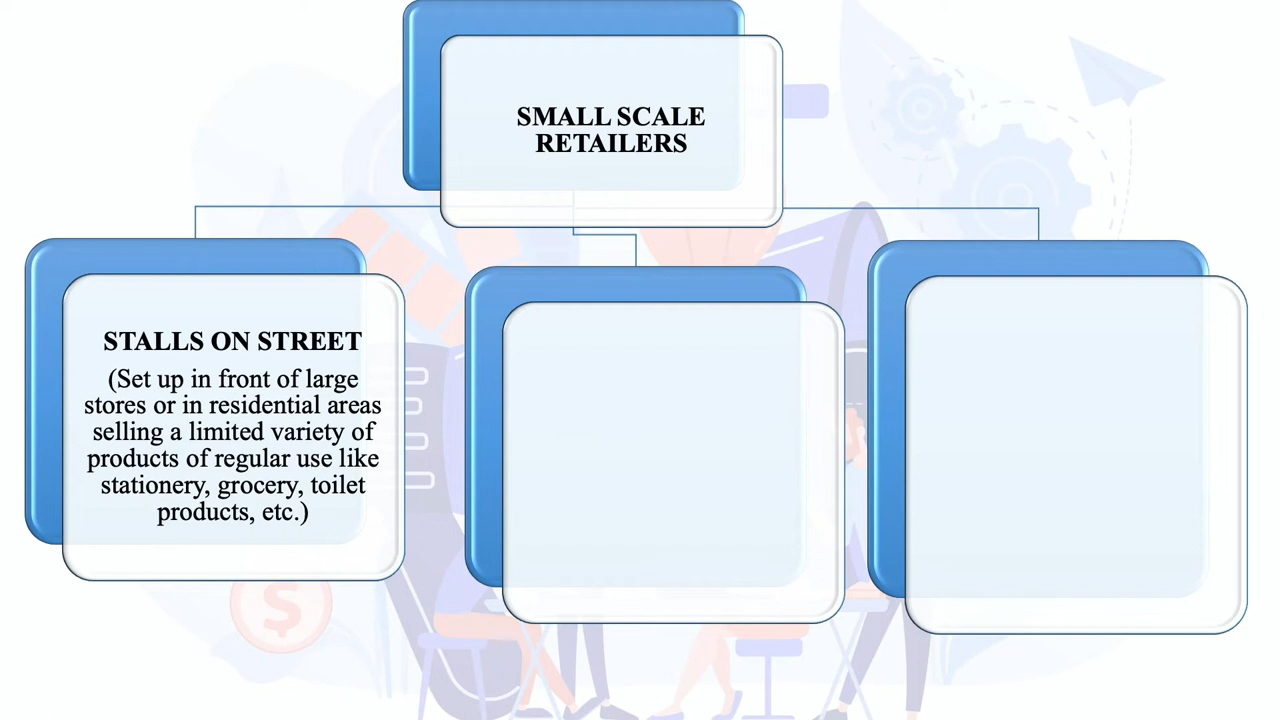 SMALL SCALE
RETAILERS
STALLS ON STREET
(Set up in front of large
stores or in residential areas
selling a limited variety of
products of regular use like
stationery, grocery, toilet
products, etc.)
$